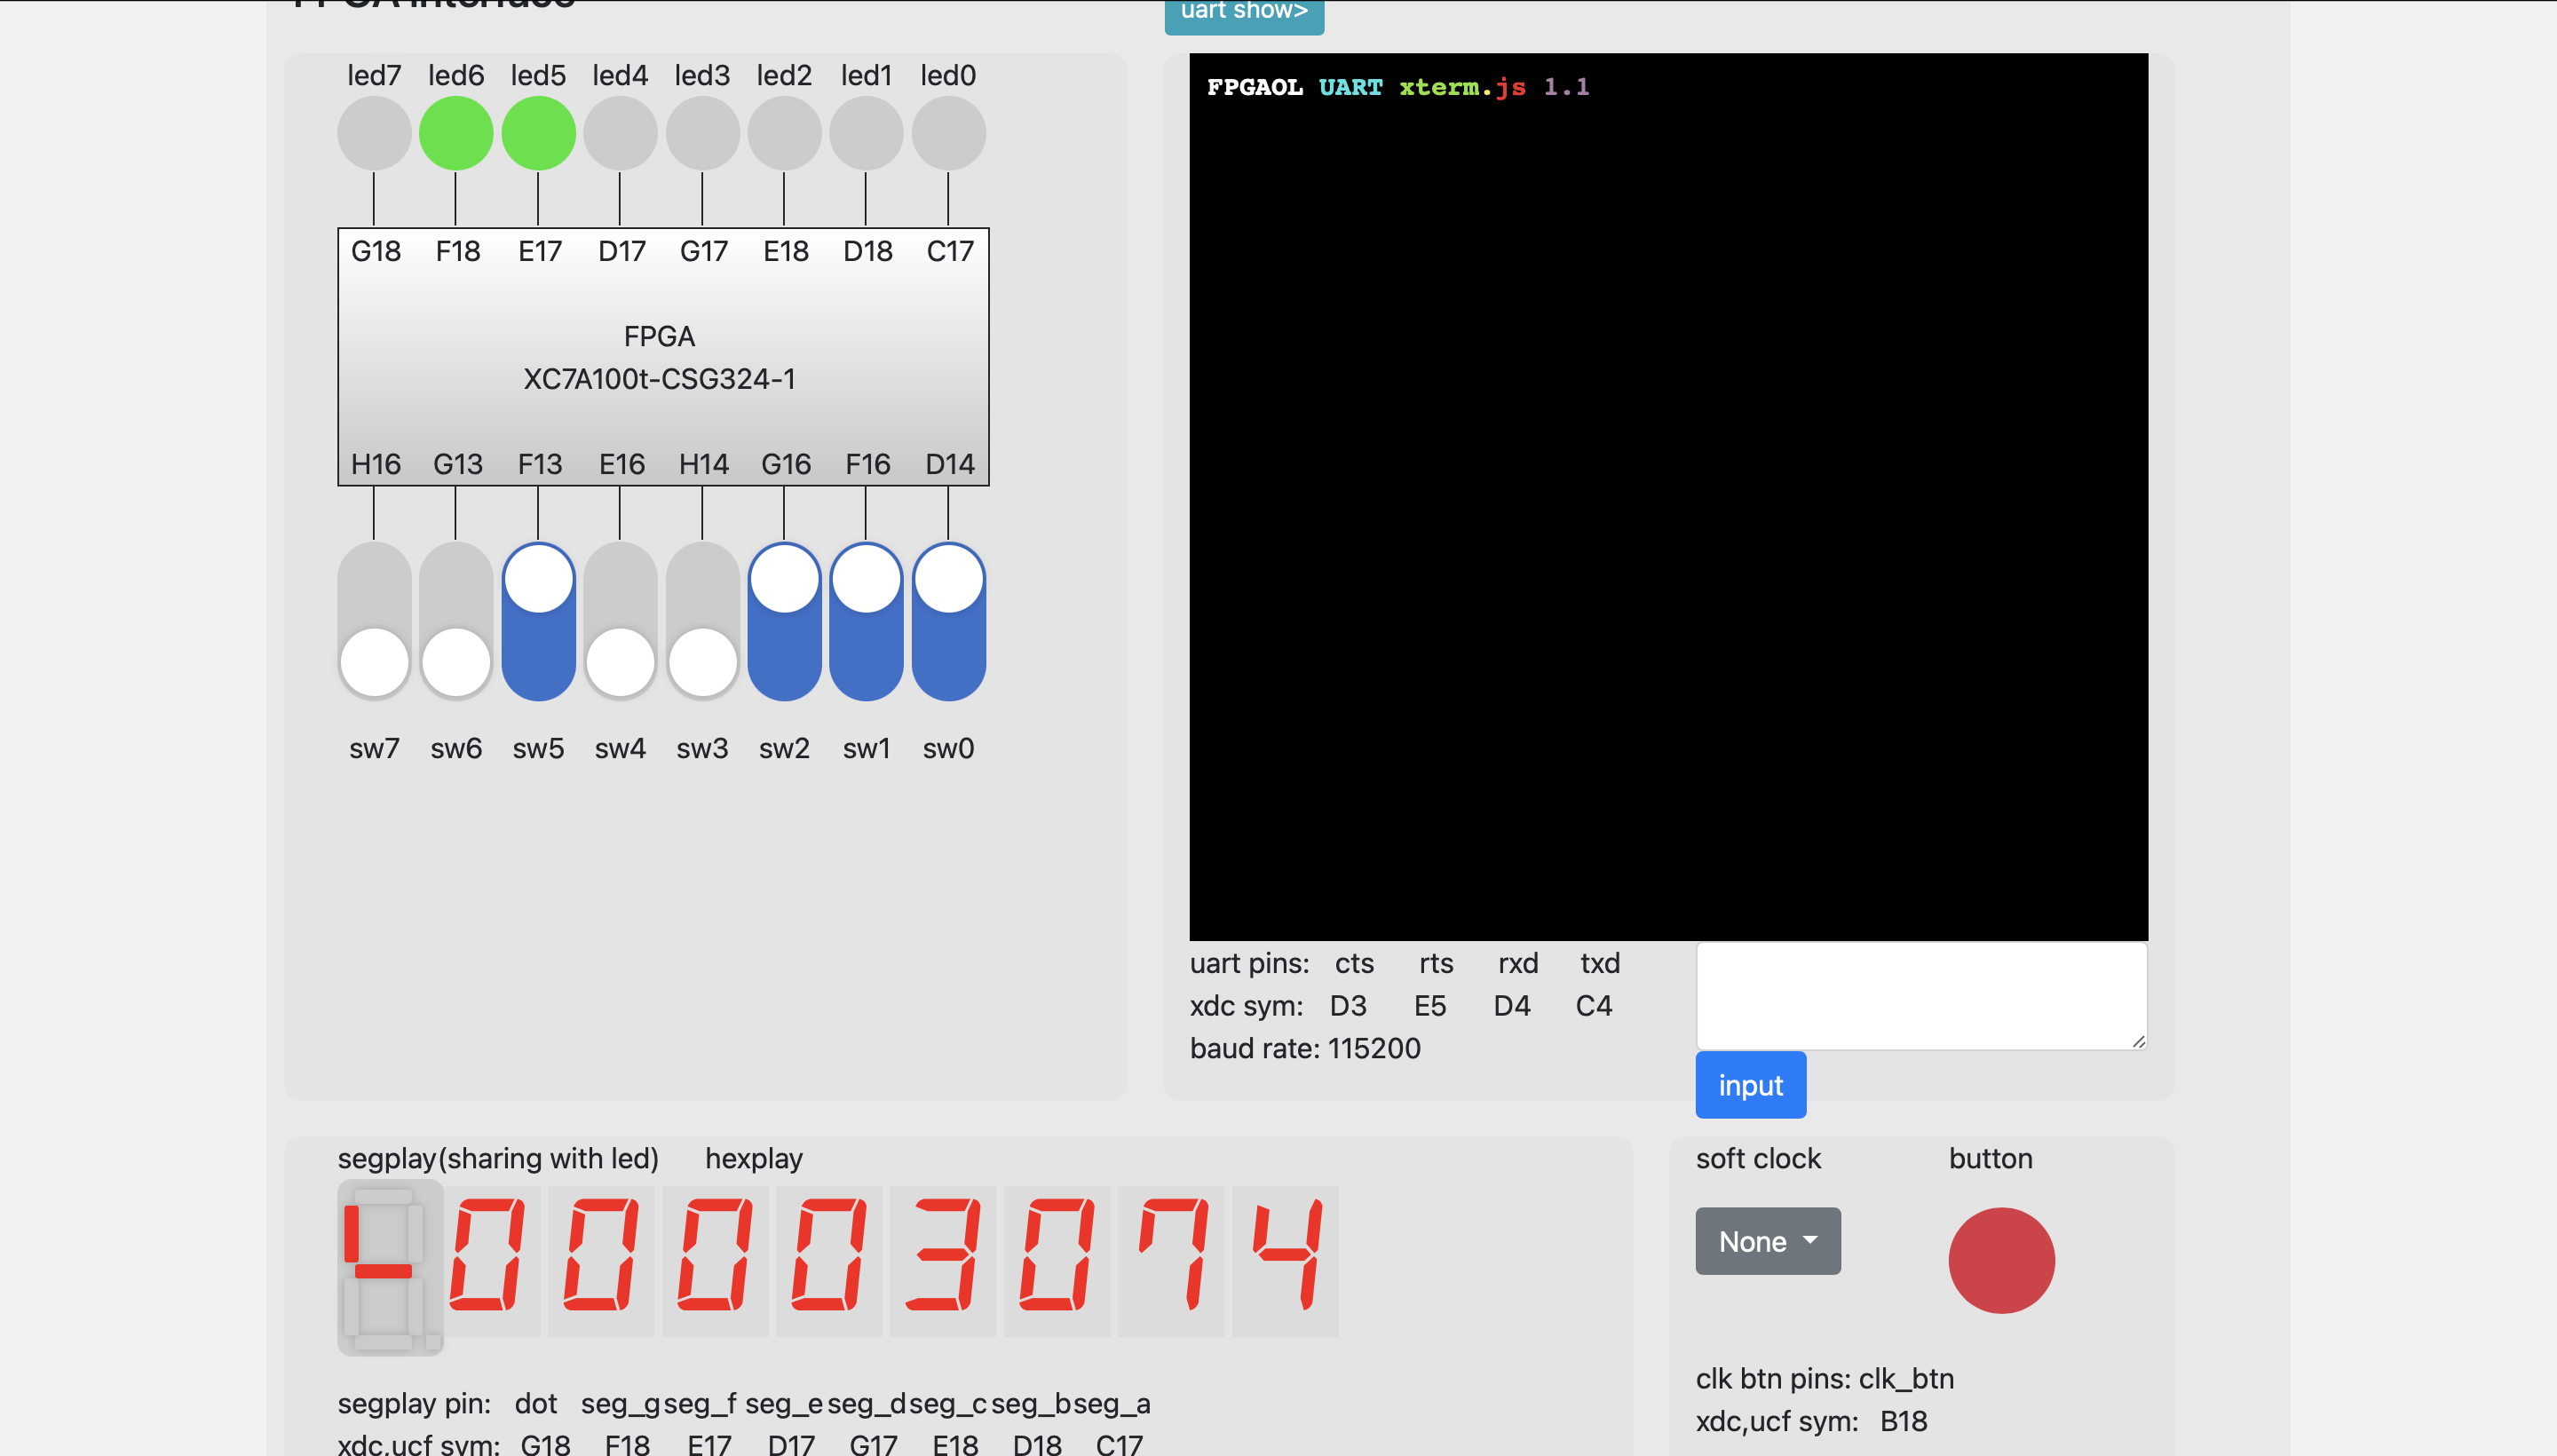 FPGA Interface
uart show>
led7 led6 led5 led4 led3 led2 led1 led0
G18 F18 E17 D17 G17 E18 D18 C17
FPGA
XC7A100t-CSG324-1
H16 G13 F13 E16 H14 G16 F16 D14
sw7 sw6 sw5 sw4 sw3 sw2 sw1 sw0
FPGAOL UART xterm.js 1.1
uart pins: cts rts rxd txd
xdc sym: D3 E5 D4 C4
baud rate: 115200
input
segplay(sharing with led) hexplay
00003074
segplay pin: dot seg_g seg_f seg_e seg_d seg_c seg_b seg_a
xdc,ucf sym: G18 F18 E17 D17 G17 E18 D18 C17
soft clock button
None
clk btn pins: clk_btn
xdc,ucf sym: B18